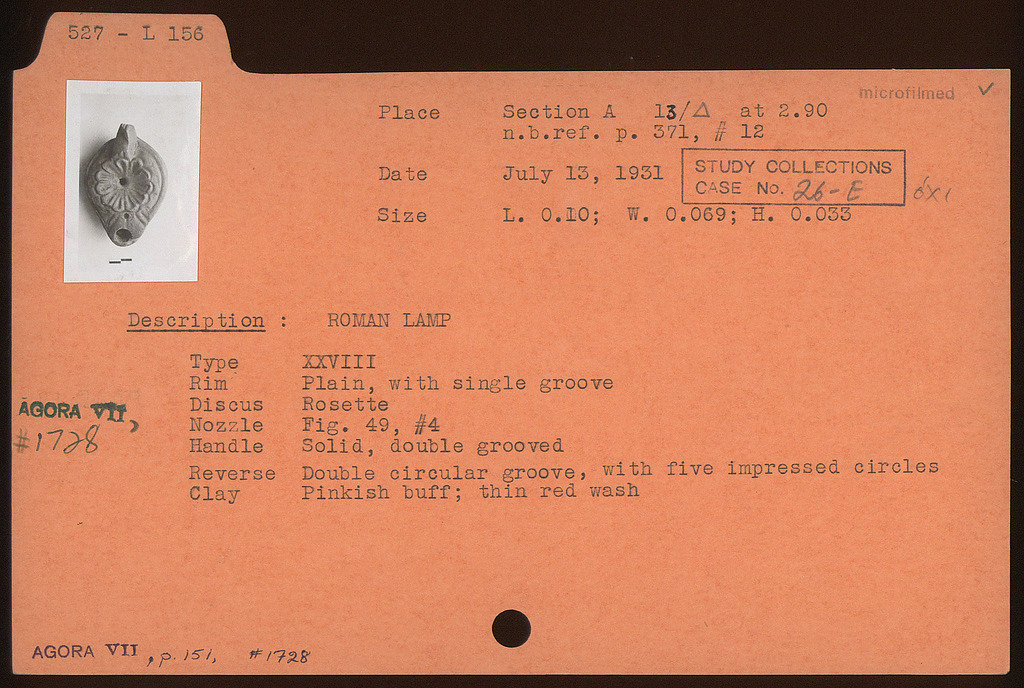 527 - L 156
microfilmed ✓
Place Section A 13/Δ at 2.90
n.b.ref. p. 371, # 12
Date July 13, 1931
STUDY COLLECTIONS
CASE No. 26-E
Size L. 0.10; W. 0.069; H. 0.033
Description : ROMAN LAMP
Type XXVIII
Rim Plain, with single groove
Discus Rosette
Nozzle Fig. 49, #4
Handle Solid, double grooved
Reverse Double circular groove, with five impressed circles
Clay Pinkish buff; thin red wash
AGORA VII,
#1728
AGORA VII, p. 151, #1728